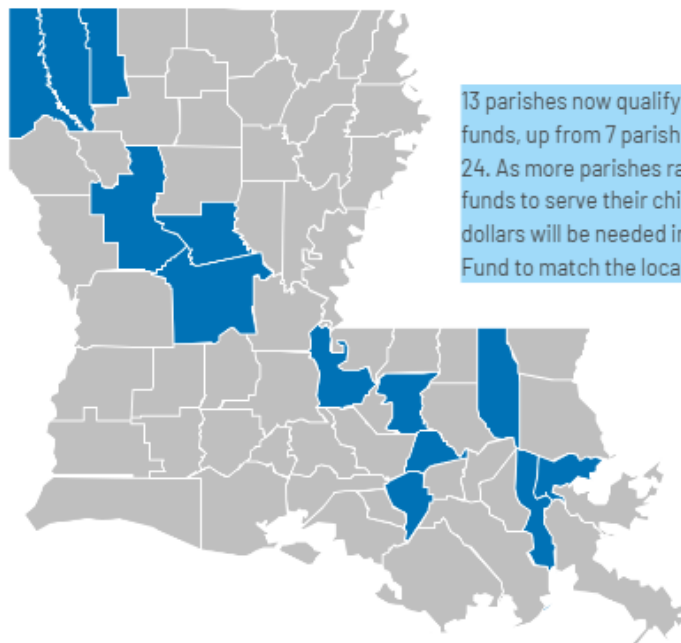 13 parishes now qualify
funds, up from 7 parish
24. As more parishes ra
funds to serve their chi
dollars will be needed i
Fund to match the loca